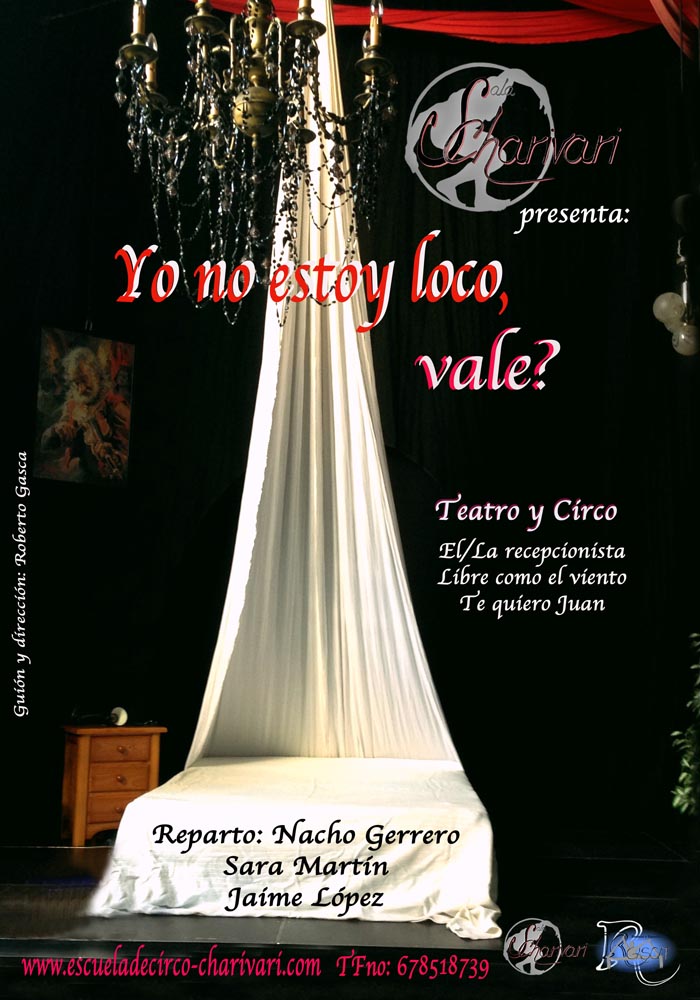 Sala
Charivari
presenta:
Yo no estoy loco,
vale?
Guión y dirección: Roberto Gasca
Teatro y Circo
El/La recepcionista
Libre como el viento
Te quiero Juan
Reparto: Nacho Gerrero
Sara Martín
Jaime López
www.escueladecirco-charivari.com TFno: 678518739
Charivari